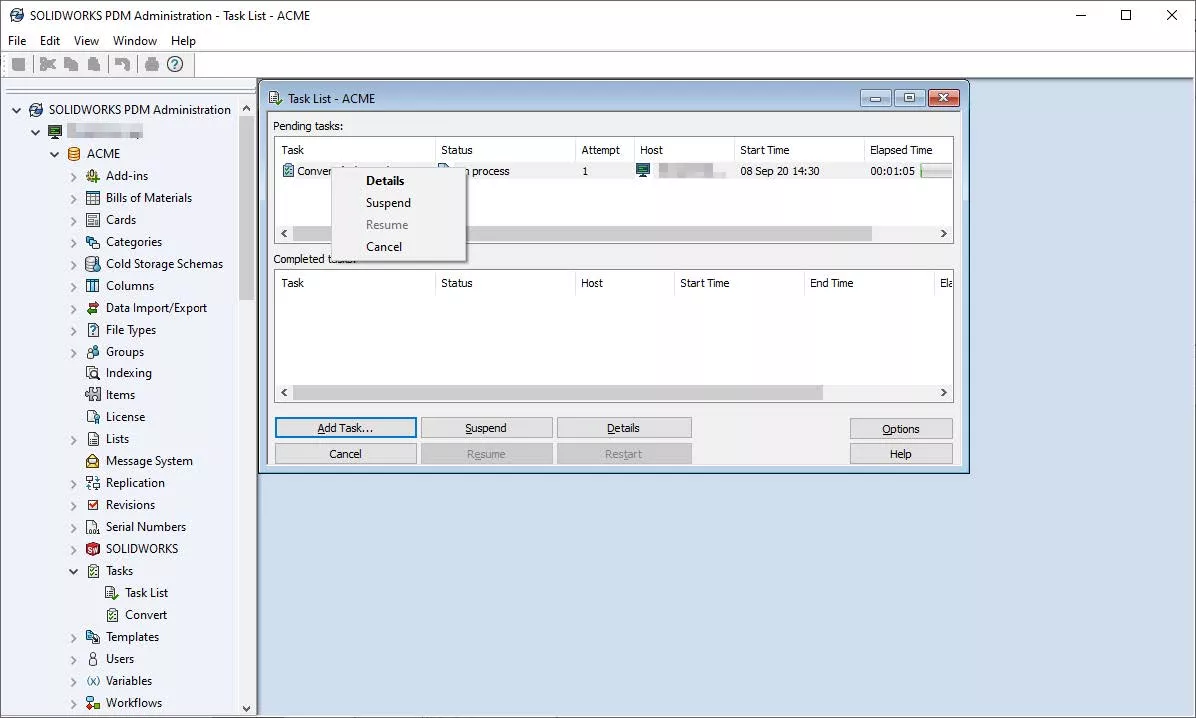 SOLIDWORKS PDM Administration - Task List - ACME
File Edit View Window Help
SOLIDWORKS PDM Administration
ACME
Add-ins
Bills of Materials
Cards
Categories
Cold Storage Schemas
Columns
Data Import/Export
File Types
Groups
Indexing
Items
License
Lists
Message System
Replication
Revisions
Serial Numbers
SOLIDWORKS
Tasks
Task List
Convert
Templates
Users
Variables
Workflows
Task List - ACME
Pending tasks:
Task Status Attempt Host Start Time Elapsed Time
process 1 08 Sep 20 14:30 00:01:05
Details
Suspend
Resume
Cancel
Completed
Task Status Host Start Time End Time
Add Task... Suspend Details Options
Cancel Resume Restart Help